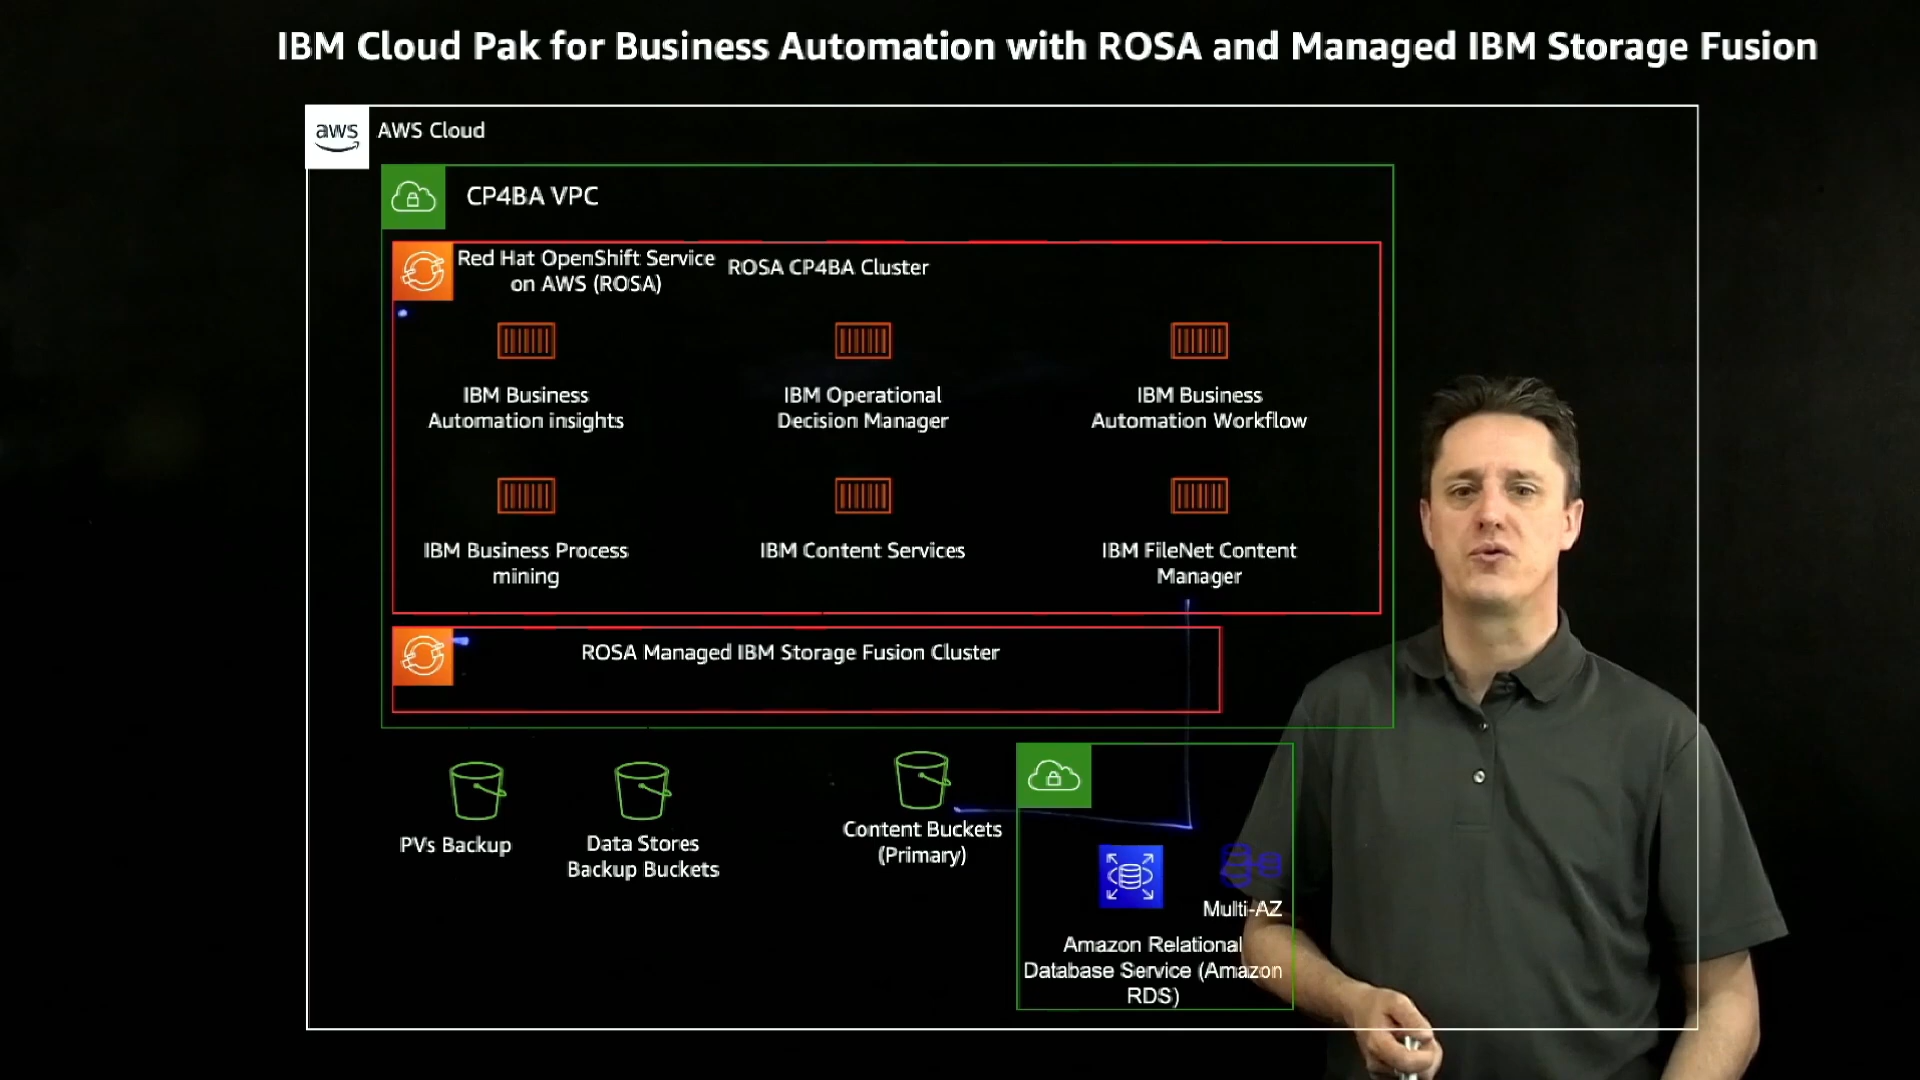 IBM Cloud Pak for Business Automation with ROSA and Managed IBM Storage Fusion
aws
AWS Cloud
CP4BA VPC
Red Hat OpenShift Service
on AWS (ROSA)
ROSA CP4BA Cluster
IBM Business
Automation insights
IBM Operational
Decision Manager
IBM Business
Automation Workflow
IBM Business Process
mining
IBM Content Services
IBM FileNet Content
Manager
ROSA Managed IBM Storage Fusion Cluster
PVs Backup
Data Stores
Backup Buckets
Content Buckets
(Primary)
Multi-AZ
Amazon Relational
Database Service (Amazon
RDS)